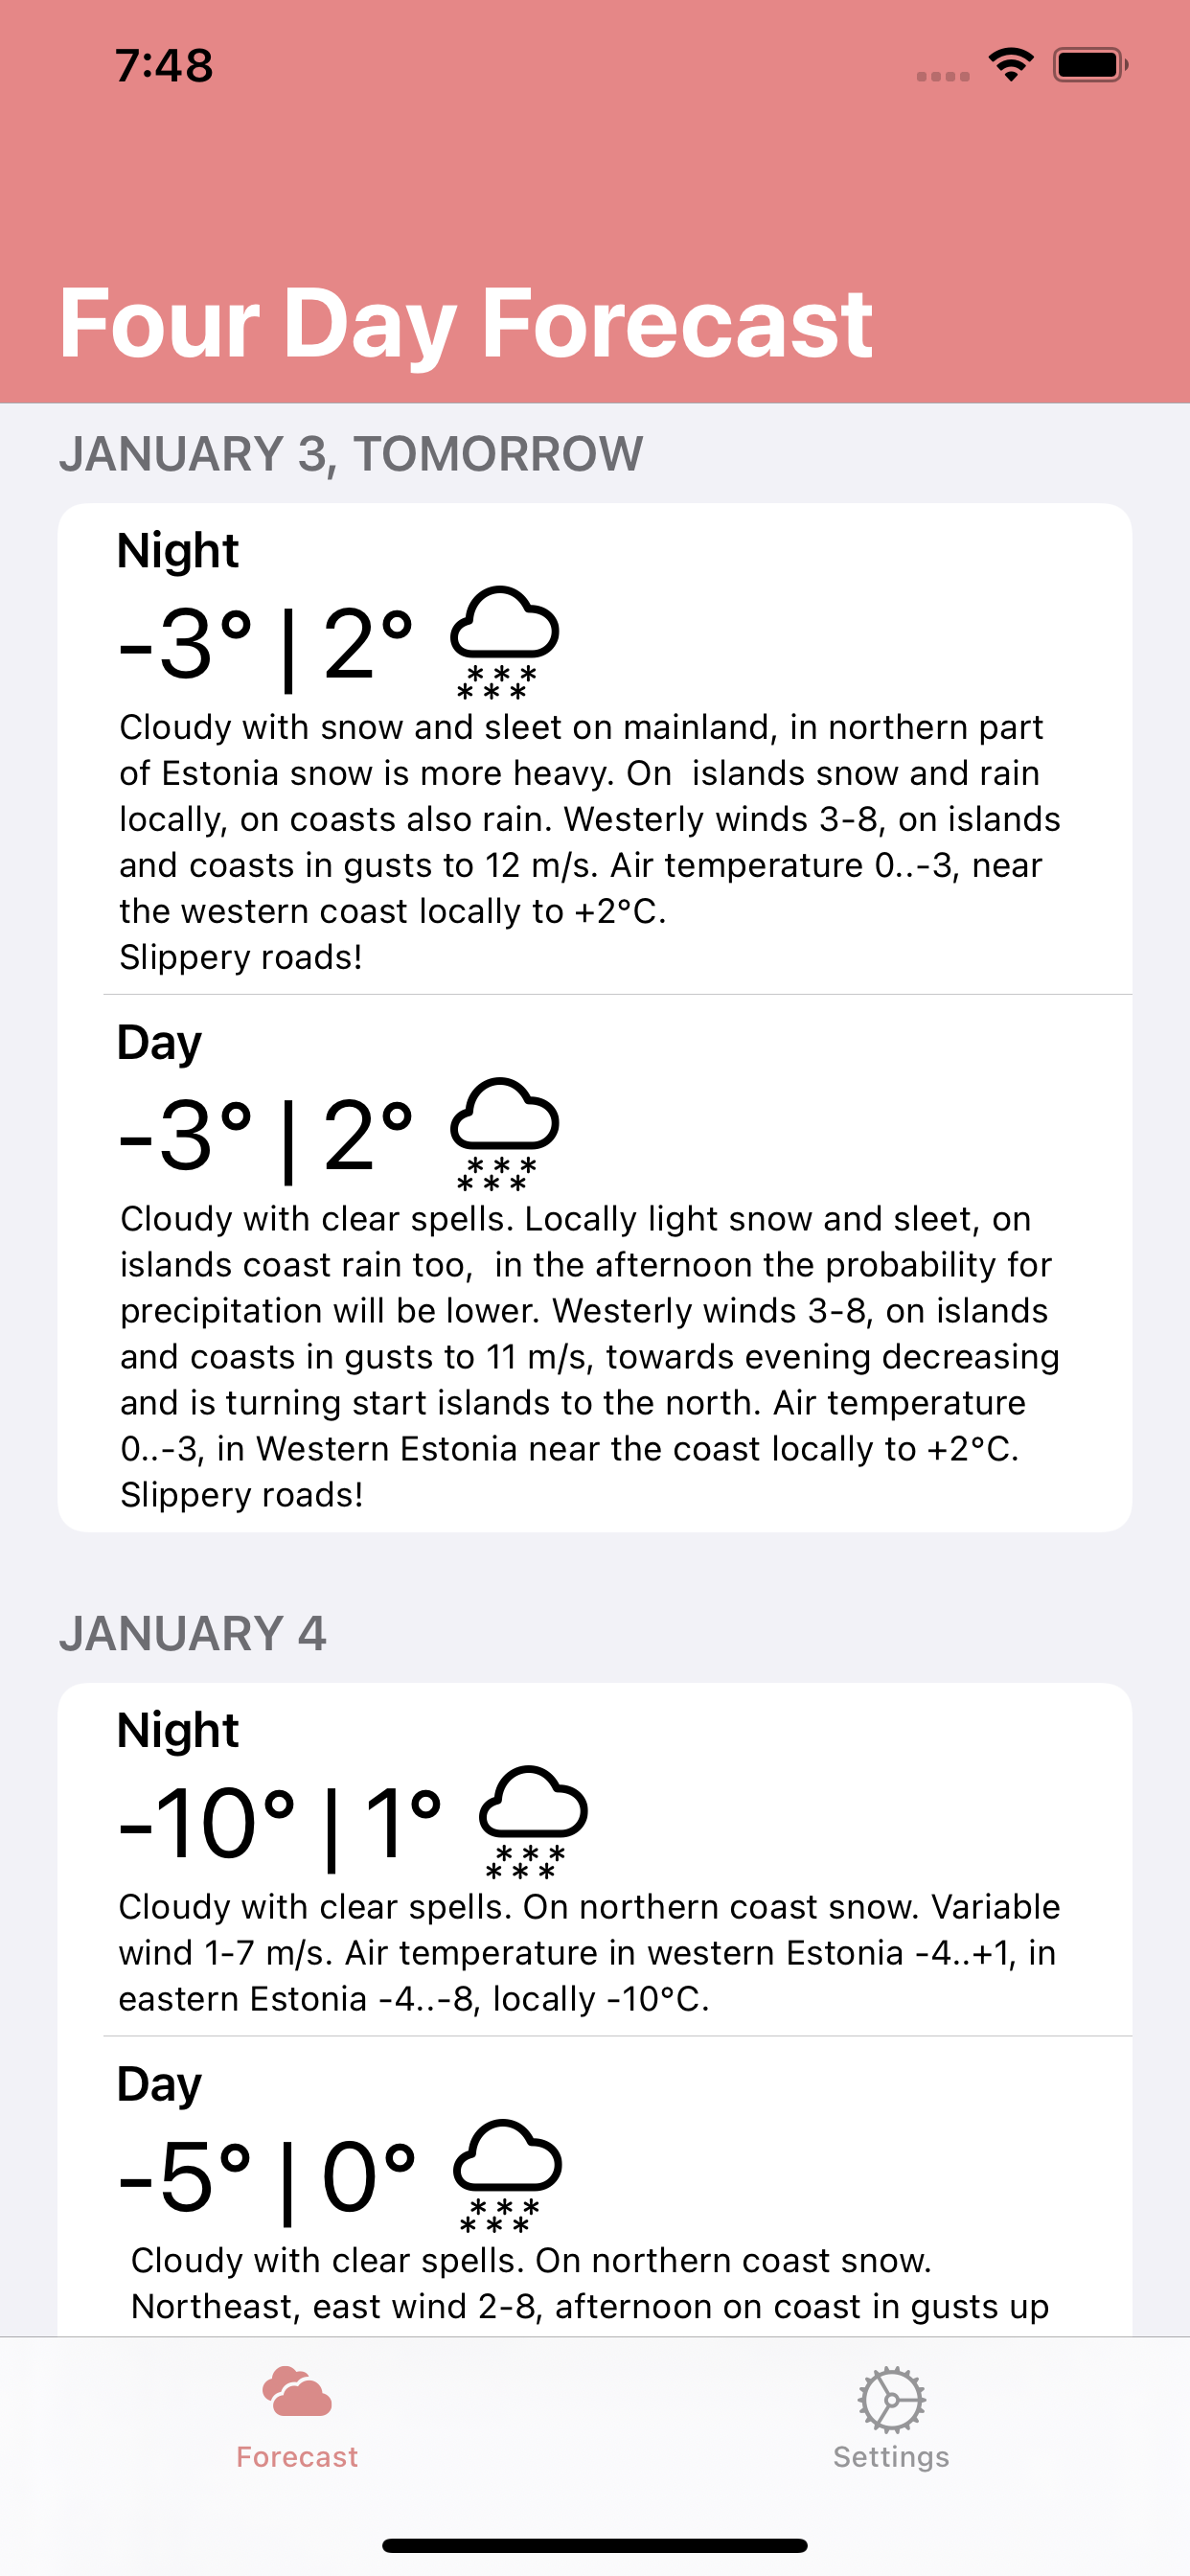 7:48
Four Day Forecast
JANUARY 3, TOMORROW
Night
-3° | 2°
Cloudy with snow and sleet on mainland, in northern part
of Estonia snow is more heavy. On  islands snow and rain
locally, on coasts also rain. Westerly winds 3-8, on islands
and coasts in gusts to 12 m/s. Air temperature 0..-3, near
the western coast locally to +2°C.
Slippery roads!
Day
-3° | 2°
Cloudy with clear spells. Locally light snow and sleet, on
islands coast rain too,  in the afternoon the probability for
precipitation will be lower. Westerly winds 3-8, on islands
and coasts in gusts to 11 m/s, towards evening decreasing
and is turning start islands to the north. Air temperature
0..-3, in Western Estonia near the coast locally to +2°C.
Slippery roads!
JANUARY 4
Night
-10° | 1°
Cloudy with clear spells. On northern coast snow. Variable
wind 1-7 m/s. Air temperature in western Estonia -4..+1, in
eastern Estonia -4..-8, locally -10°C.
Day
-5° | 0°
Cloudy with clear spells. On northern coast snow.
Northeast, east wind 2-8, afternoon on coast in gusts up
Forecast
Settings